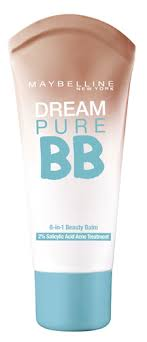 MAYBELLINE
NEW YORK
DREAM
PURE
BB
8-in-1 Beauty Balm
2% Salicylic Acid Acne Treatment